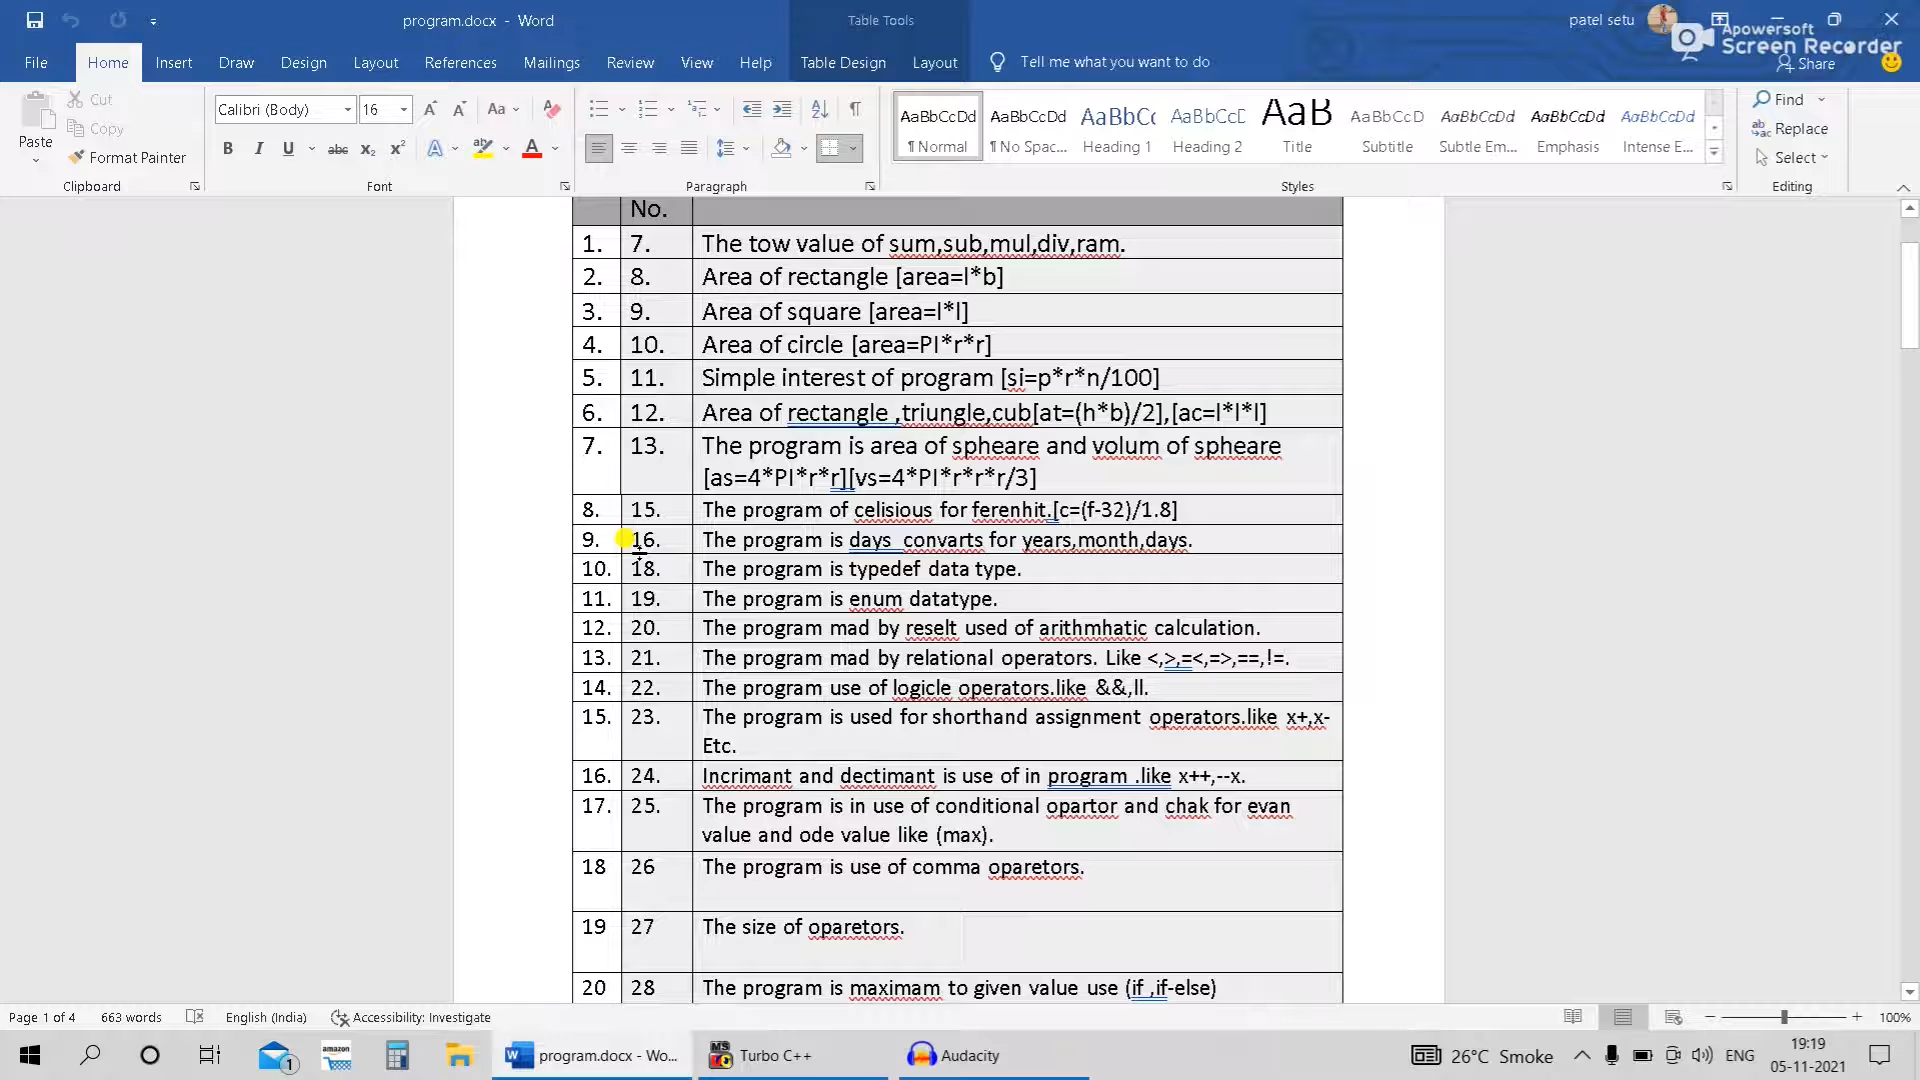 program.docx - Word
Table Tools
patel setu
Apowersoft
Screen Recorder
File Home Insert Draw Design Layout References Mailings Review View Help Table Design Layout Tell me what you want to do Share
Paste
Cut
Copy
Format Painter
Calibri (Body) 16
AaBbCcDd AaBbCcDd AaBbCc AaBbCcD AaB AaBbCcD AaBbCcDd AaBbCcDd AaBbCcDd
¶ Normal ¶ No Spac... Heading 1 Heading 2 Title Subtitle Subtle Em... Emphasis Intense E...
Find
Replace
Select
Clipboard Font Paragraph Styles Editing
No.
1. 7. The tow value of sum,sub,mul,div,ram.
2. 8. Area of rectangle [area=l*b]
3. 9. Area of square [area=l*l]
4. 10. Area of circle [area=PI*r*r]
5. 11. Simple interest of program [si=p*r*n/100]
6. 12. Area of rectangle ,triungle,cub[at=(h*b)/2],[ac=l*l*l]
7. 13. The program is area of spheare and volum of spheare
[as=4*PI*r*r][vs=4*PI*r*r*r/3]
8. 15. The program of celisious for ferenhit.[c=(f-32)/1.8]
9. 16. The program is days convarts for years,month,days.
10. 18. The program is typedef data type.
11. 19. The program is enum datatype.
12. 20. The program mad by reselt used of arithmhatic calculation.
13. 21. The program mad by relational operators. Like <,>,=<,=>,==,!=.
14. 22. The program use of logicle operators.like &&,ll.
15. 23. The program is used for shorthand assignment operators.like x+,x-
Etc.
16. 24. Incrimant and dectimant is use of in program .like x++,--x.
17. 25. The program is in use of conditional opartor and chak for evan
value and ode value like (max).
18 26 The program is use of comma oparetors.
19 27 The size of oparetors.
20 28 The program is maximam to given value use (if ,if-else)
Page 1 of 4 663 words English (India) Accessibility: Investigate 100%
program.docx - Wo... Turbo C++ Audacity 26°C Smoke ENG 19:19
05-11-2021